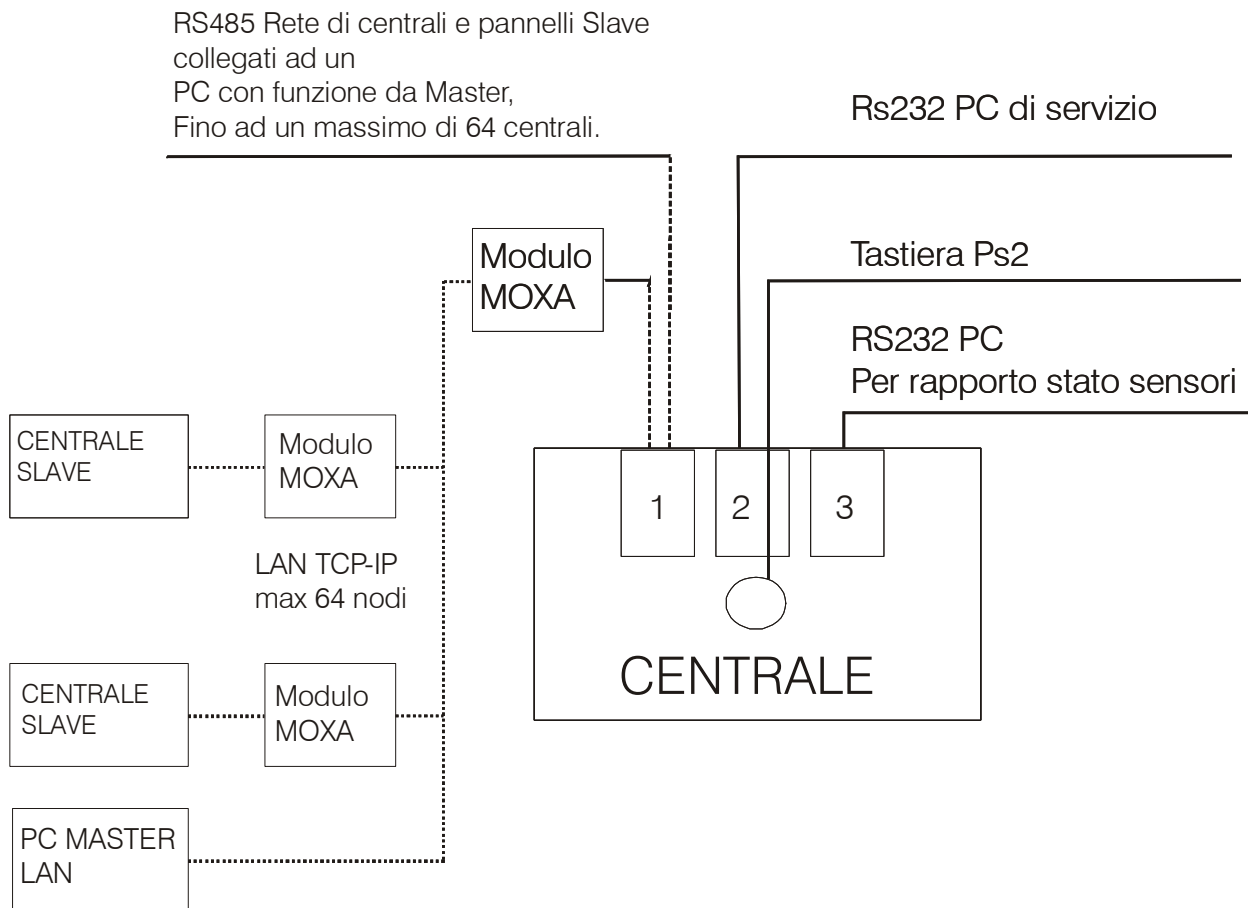 RS485 Rete di centrali e pannelli Slave
collegati ad un
PC con funzione da Master,
Fino ad un massimo di 64 centrali.
Rs232 PC di servizio
Modulo
MOXA
Tastiera Ps2
RS232 PC
Per rapporto stato sensori
CENTRALE
SLAVE
Modulo
MOXA
1
2
3
LAN TCP-IP
max 64 nodi
CENTRALE
CENTRALE
SLAVE
Modulo
MOXA
PC MASTER
LAN